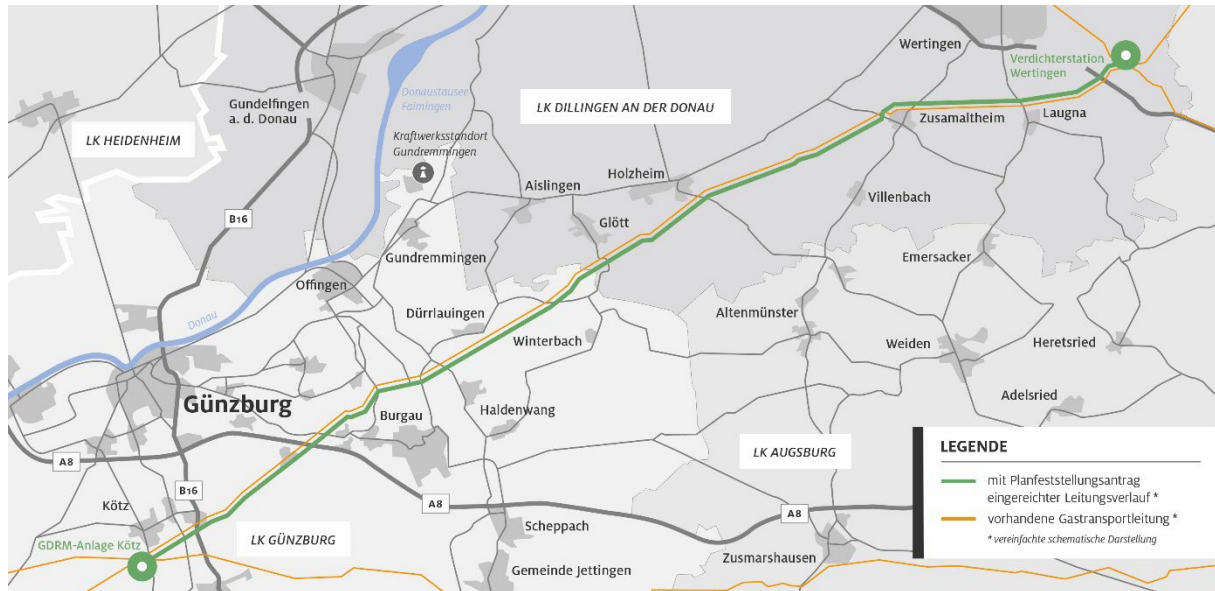 Wertingen
Verdichterstation
Wertingen
Donaustausee
Faimingen
Gundelfingen
a. d. Donau
LK DILLINGEN AN DER DONAU
LK HEIDENHEIM
Kraftwerksstandort
Gundremmingen
Zusamaltheim
Laugna
Holzheim
Aislingen
Villenbach
B16
Glött
Gundremmingen
Emersacker
Offingen
Dürrlauingen
Altenmünster
Donau
Winterbach
Weiden
Heretsried
Günzburg
Burgau
Haldenwang
Adelsried
LEGENDE
LK AUGSBURG
A8
mit Planfeststellungsantrag
eingereichter Leitungsverlauf *
B16
Kötz
A8
A8
vorhandene Gastransportleitung *
Scheppach
* vereinfachte schematische Darstellung
LK GÜNZBURG
GDRM-Anlage Kötz
Zusmarshausen
Gemeinde Jettingen